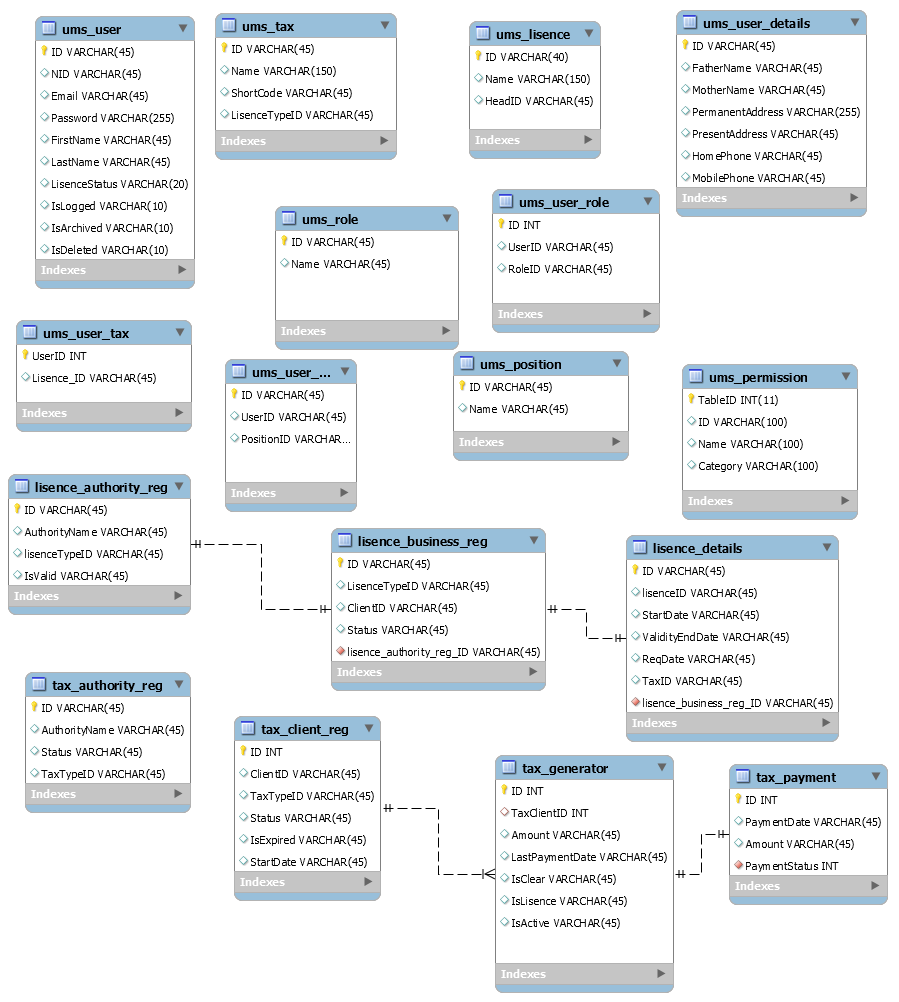 ums_user
ID VARCHAR(45)
NID VARCHAR(45)
Email VARCHAR(45)
Password VARCHAR(255)
FirstName VARCHAR(45)
LastName VARCHAR(45)
LisenceStatus VARCHAR(20)
IsLogged VARCHAR(10)
IsArchived VARCHAR(10)
IsDeleted VARCHAR(10)
Indexes
ums_tax
ID VARCHAR(45)
Name VARCHAR(150)
ShortCode VARCHAR(45)
LisenceTypeID VARCHAR(45)
Indexes
ums_lisence
ID VARCHAR(40)
Name VARCHAR(150)
HeadID VARCHAR(45)
Indexes
ums_user_details
ID VARCHAR(45)
FatherName VARCHAR(45)
MotherName VARCHAR(45)
PermanentAddress VARCHAR(255)
PresentAddress VARCHAR(45)
HomePhone VARCHAR(45)
MobilePhone VARCHAR(45)
Indexes
ums_role
ID VARCHAR(45)
Name VARCHAR(45)
Indexes
ums_user_role
ID INT
UserID VARCHAR(45)
RoleID VARCHAR(45)
Indexes
ums_user_tax
UserID INT
Lisence_ID VARCHAR(45)
Indexes
ums_user_...
ID VARCHAR(45)
UserID VARCHAR(45)
PositionID VARCHAR...
Indexes
ums_position
ID VARCHAR(45)
Name VARCHAR(45)
Indexes
ums_permission
TableID INT(11)
ID VARCHAR(100)
Name VARCHAR(100)
Category VARCHAR(100)
Indexes
lisence_authority_reg
ID VARCHAR(45)
AuthorityName VARCHAR(45)
lisenceTypeID VARCHAR(45)
IsValid VARCHAR(45)
Indexes
lisence_business_reg
ID VARCHAR(45)
LisenceTypeID VARCHAR(45)
ClientID VARCHAR(45)
Status VARCHAR(45)
lisence_authority_reg_ID VARCHAR(45)
Indexes
lisence_details
ID VARCHAR(45)
lisenceID VARCHAR(45)
StartDate VARCHAR(45)
ValidityEndDate VARCHAR(45)
ReqDate VARCHAR(45)
TaxID VARCHAR(45)
lisence_business_reg_ID VARCHAR(45)
Indexes
tax_authority_reg
ID VARCHAR(45)
AuthorityName VARCHAR(45)
Status VARCHAR(45)
TaxTypeID VARCHAR(45)
Indexes
tax_client_reg
ID INT
ClientID VARCHAR(45)
TaxTypeID VARCHAR(45)
Status VARCHAR(45)
IsExpired VARCHAR(45)
StartDate VARCHAR(45)
Indexes
tax_generator
ID INT
TaxClientID INT
Amount VARCHAR(45)
LastPaymentDate VARCHAR(45)
IsClear VARCHAR(45)
IsLisence VARCHAR(45)
IsActive VARCHAR(45)
Indexes
tax_payment
ID INT
PaymentDate VARCHAR(45)
Amount VARCHAR(45)
PaymentStatus INT
Indexes